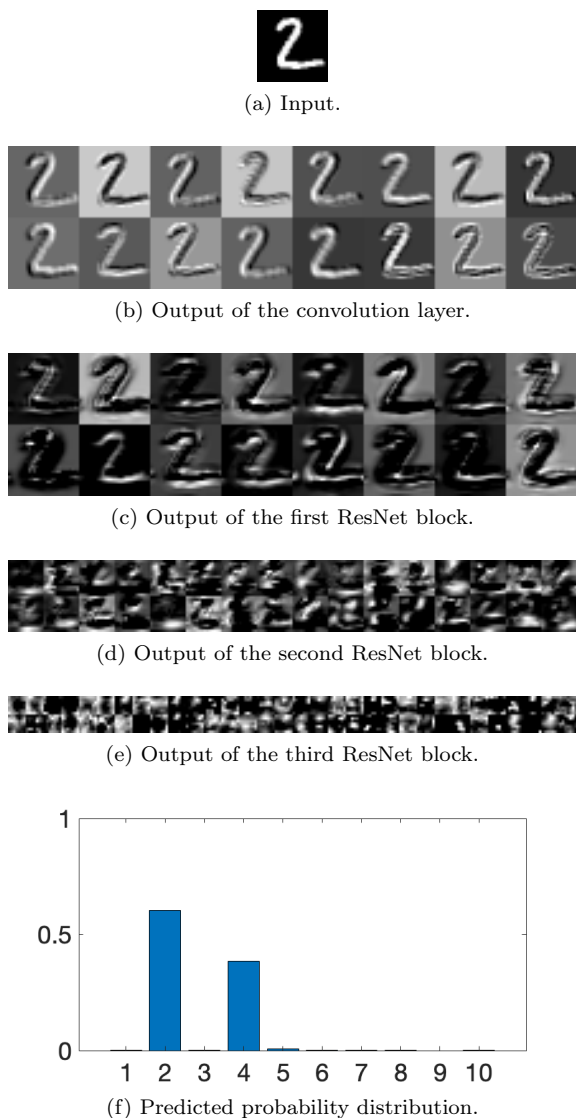 2
(a) Input.
(b) Output of the convolution layer.
(c) Output of the first ResNet block.
(d) Output of the second ResNet block.
(e) Output of the third ResNet block.
1
0.5
0
1 2 3 4 5 6 7 8 9 10
(f) Predicted probability distribution.